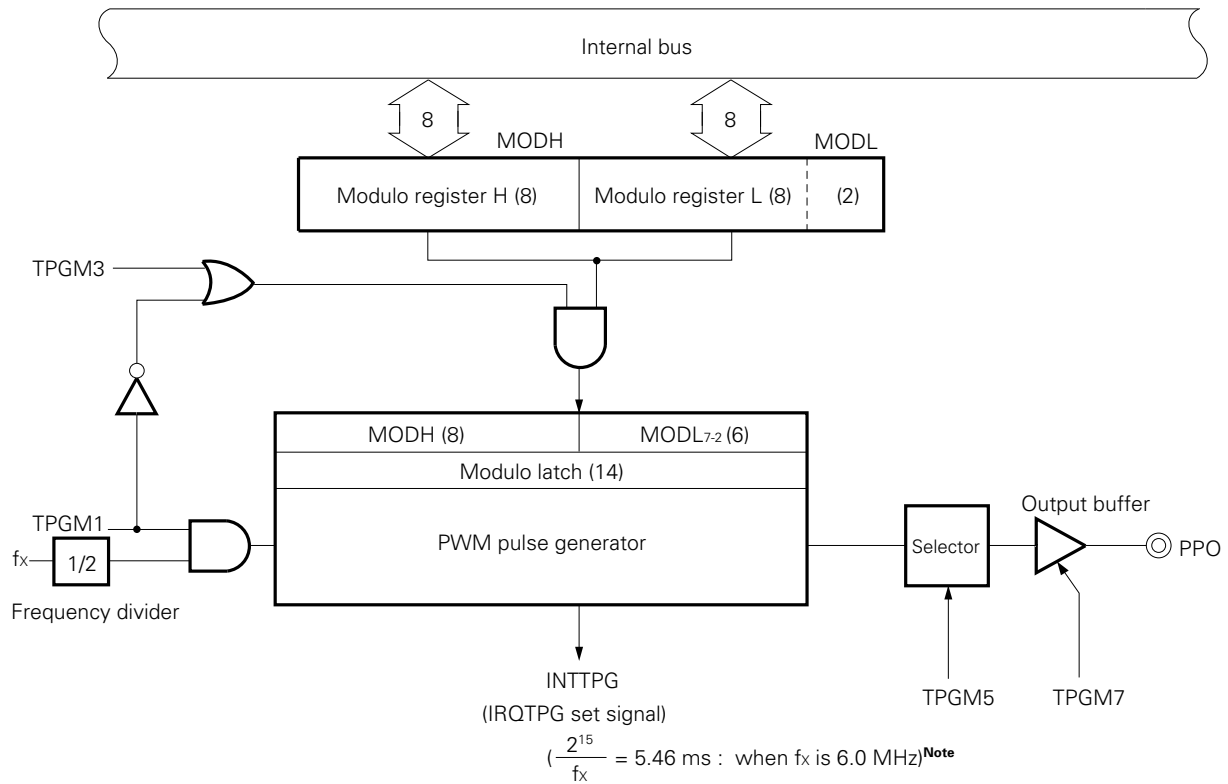 Internal bus
8
8
MODH
MODL
Modulo register H (8)
Modulo register L (8)
(2)
TPGM3
MODH (8)
MODL7-2 (6)
Modulo latch (14)
TPGM1
fX
1/2
Frequency divider
PWM pulse generator
Selector
Output buffer
PPO
INTTPG
(IRQTPG set signal)
TPGM5
TPGM7
(2^15/fX = 5.46 ms : when fX is 6.0 MHz)Note